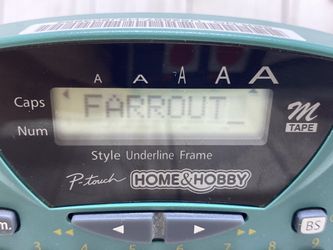 A A A A A
Caps FARROUT_
Num M
TAPE
Style Underline Frame
P-touch HOME&HOBBY
BS